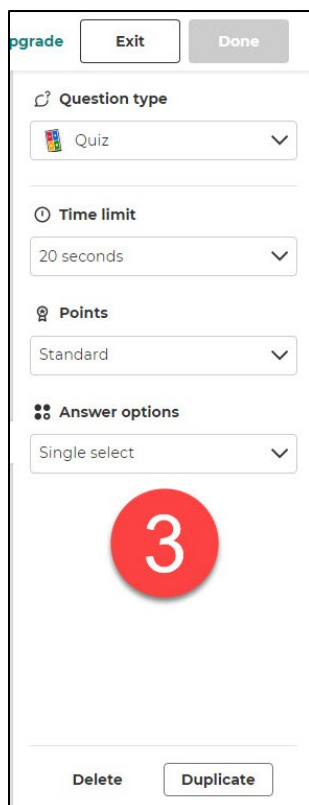 pgrade Exit Done
Question type
Quiz
Time limit
20 seconds
Points
Standard
Answer options
Single select
3
Delete Duplicate